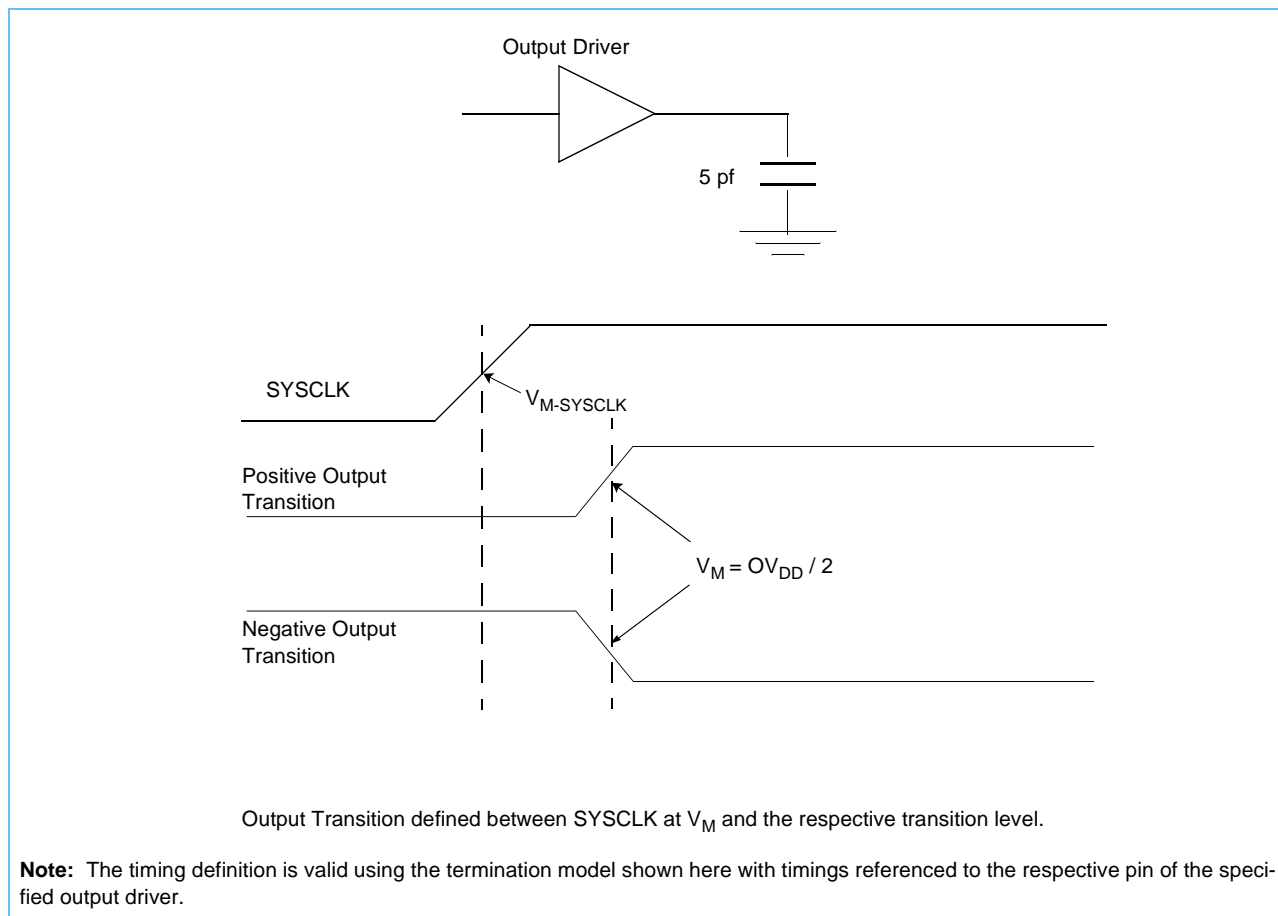 Output Driver
5 pf
SYSCLK
VM-SYSCLK
Positive Output
Transition
VM = OVDD / 2
Negative Output
Transition
Output Transition defined between SYSCLK at VM and the respective transition level.
Note: The timing definition is valid using the termination model shown here with timings referenced to the respective pin of the speci-
fied output driver.